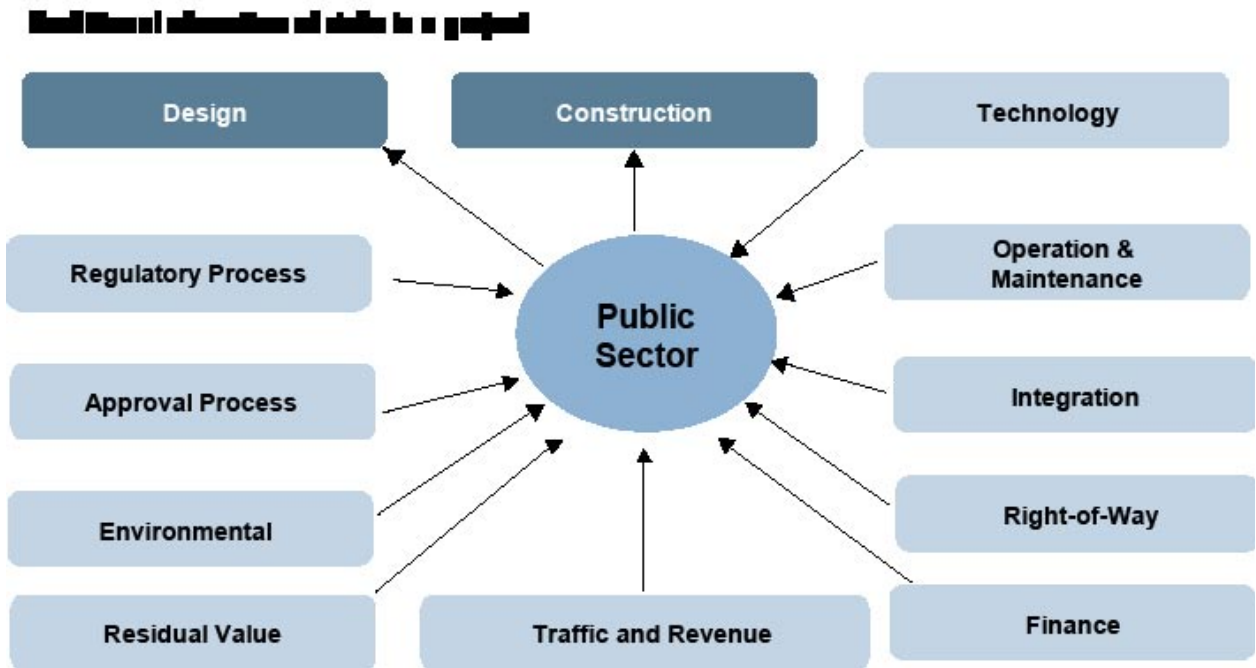 Design
Construction
Technology
Regulatory Process
Operation &
Maintenance
Public
Sector
Approval Process
Integration
Environmental
Right-of-Way
Residual Value
Traffic and Revenue
Finance